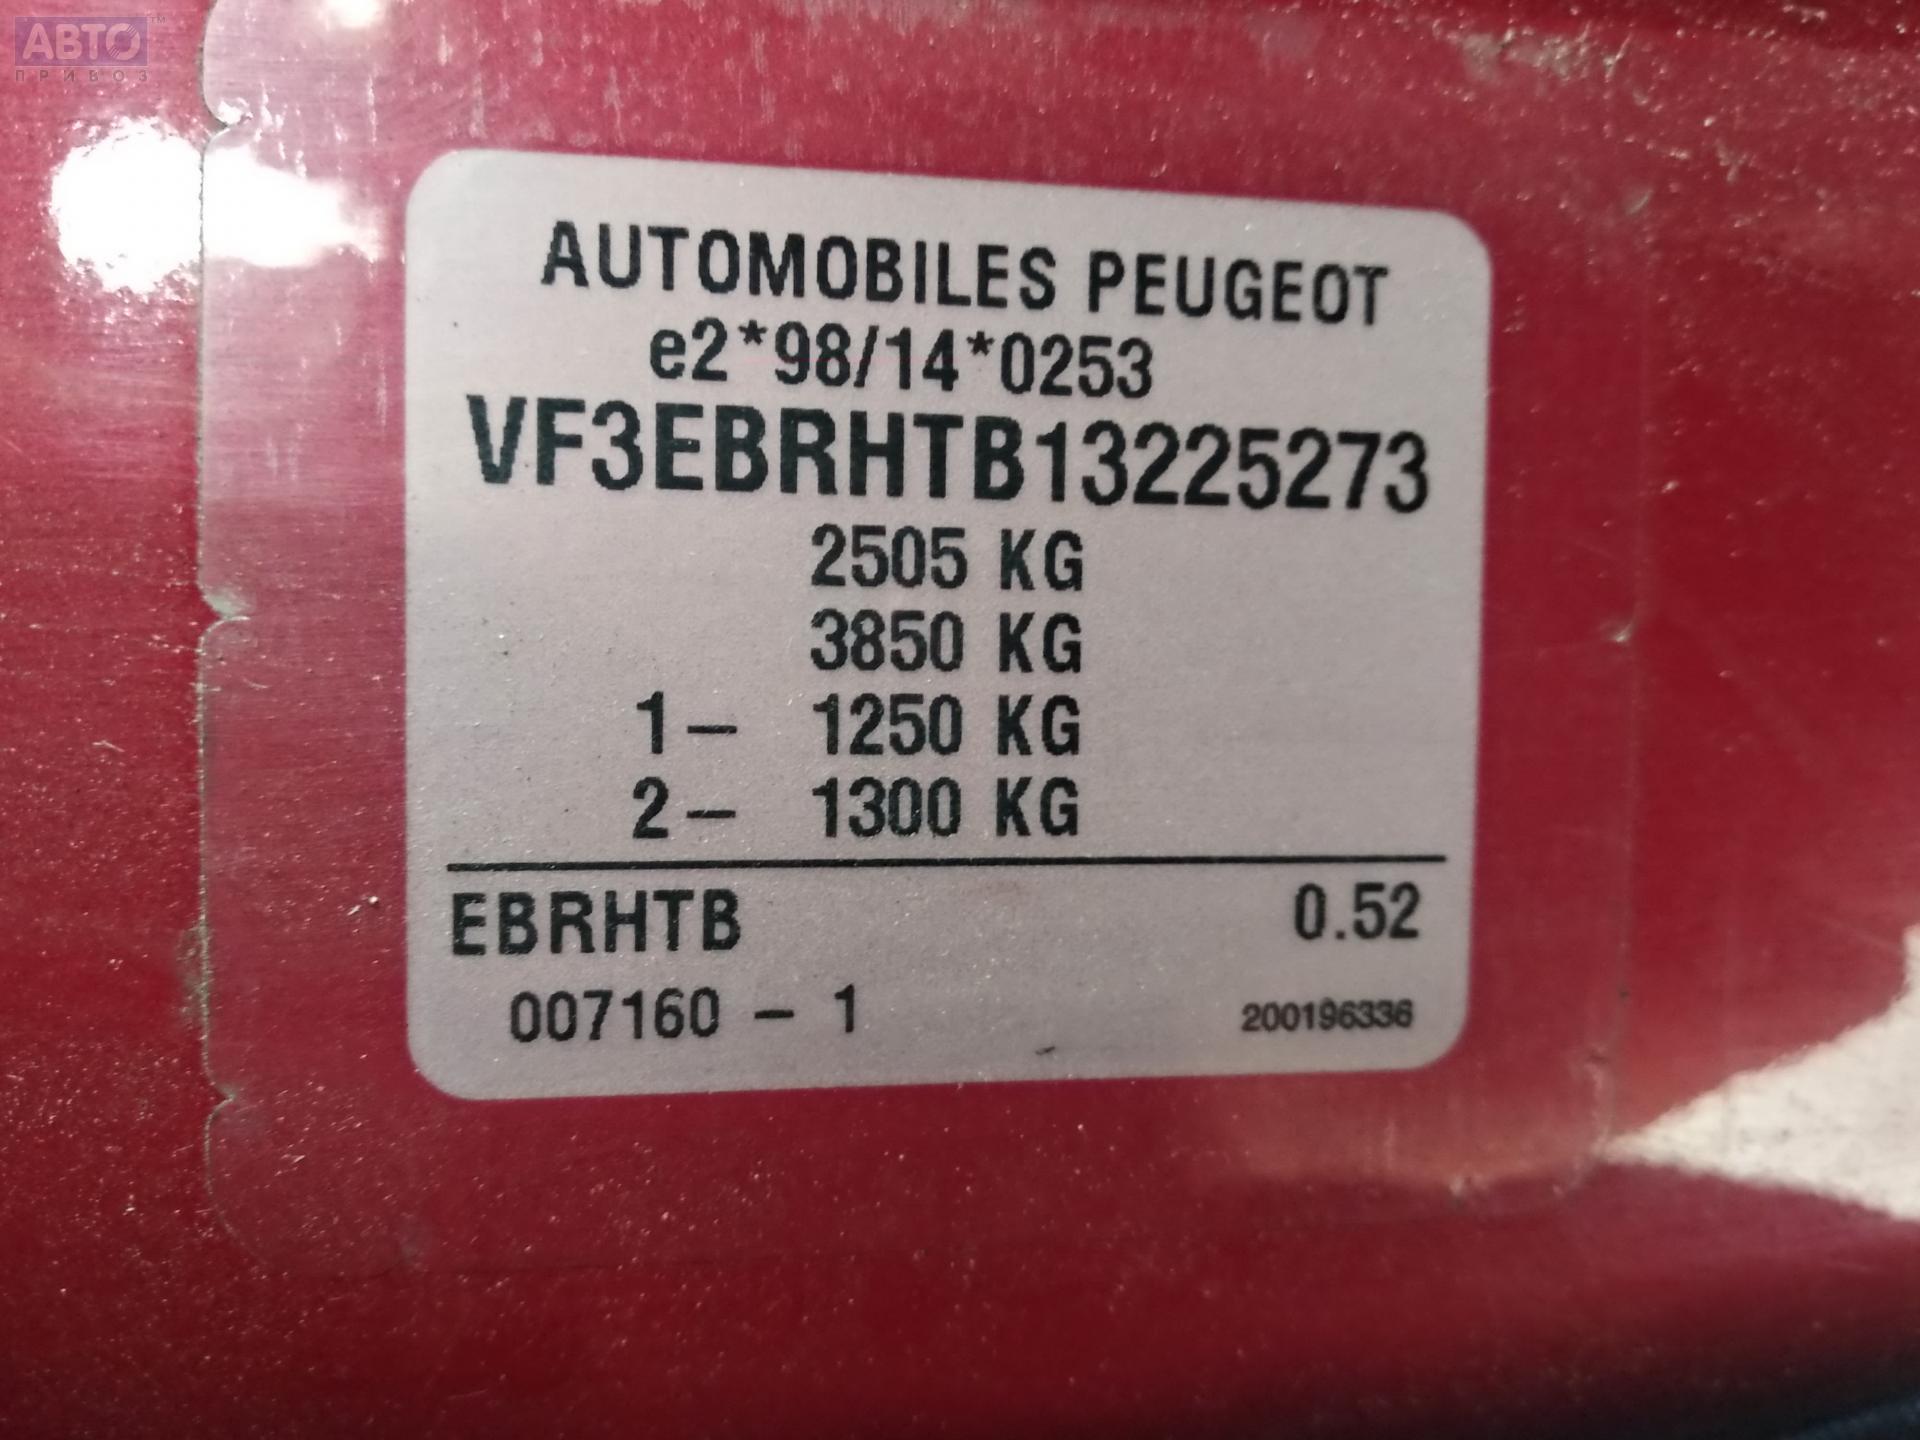 АВТО™
ПРИВОЗ
AUTOMOBILES PEUGEOT
e2*98/14*0253
VF3EBRHTB13225273
2505 KG
3850 KG
1- 1250 KG
2- 1300 KG
EBRHTB 0.52
007160 - 1 200196336